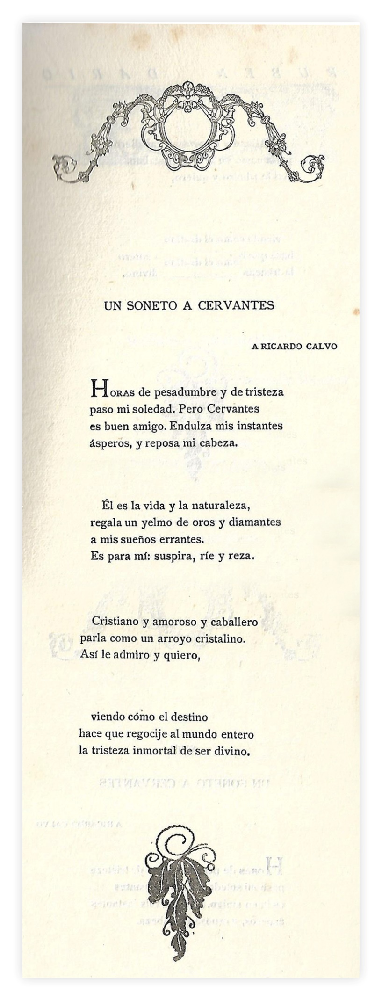 UN SONETO A CERVANTES
A RICARDO CALVO
HORAS de pesadumbre y de tristeza
paso mi soledad. Pero Cervantes
es buen amigo. Endulza mis instantes
ásperos, y reposa mi cabeza.
Él es la vida y la naturaleza,
regala un yelmo de oros y diamantes
a mis sueños errantes.
Es para mí: suspira, ríe y reza.
Cristiano y amoroso y caballero
parla como un arroyo cristalino.
Así le admiro y quiero,
viendo cómo el destino
hace que regocije al mundo entero
la tristeza inmortal de ser divino.